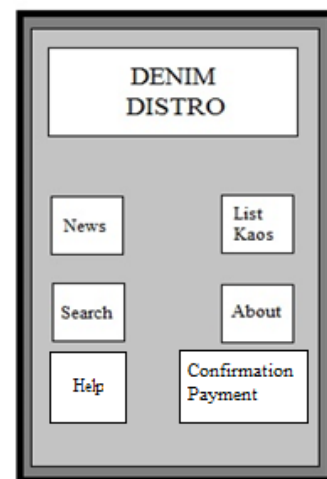 DENIM
DISTRO
News
List
Kaos
Search
About
Help
Confirmation
Payment